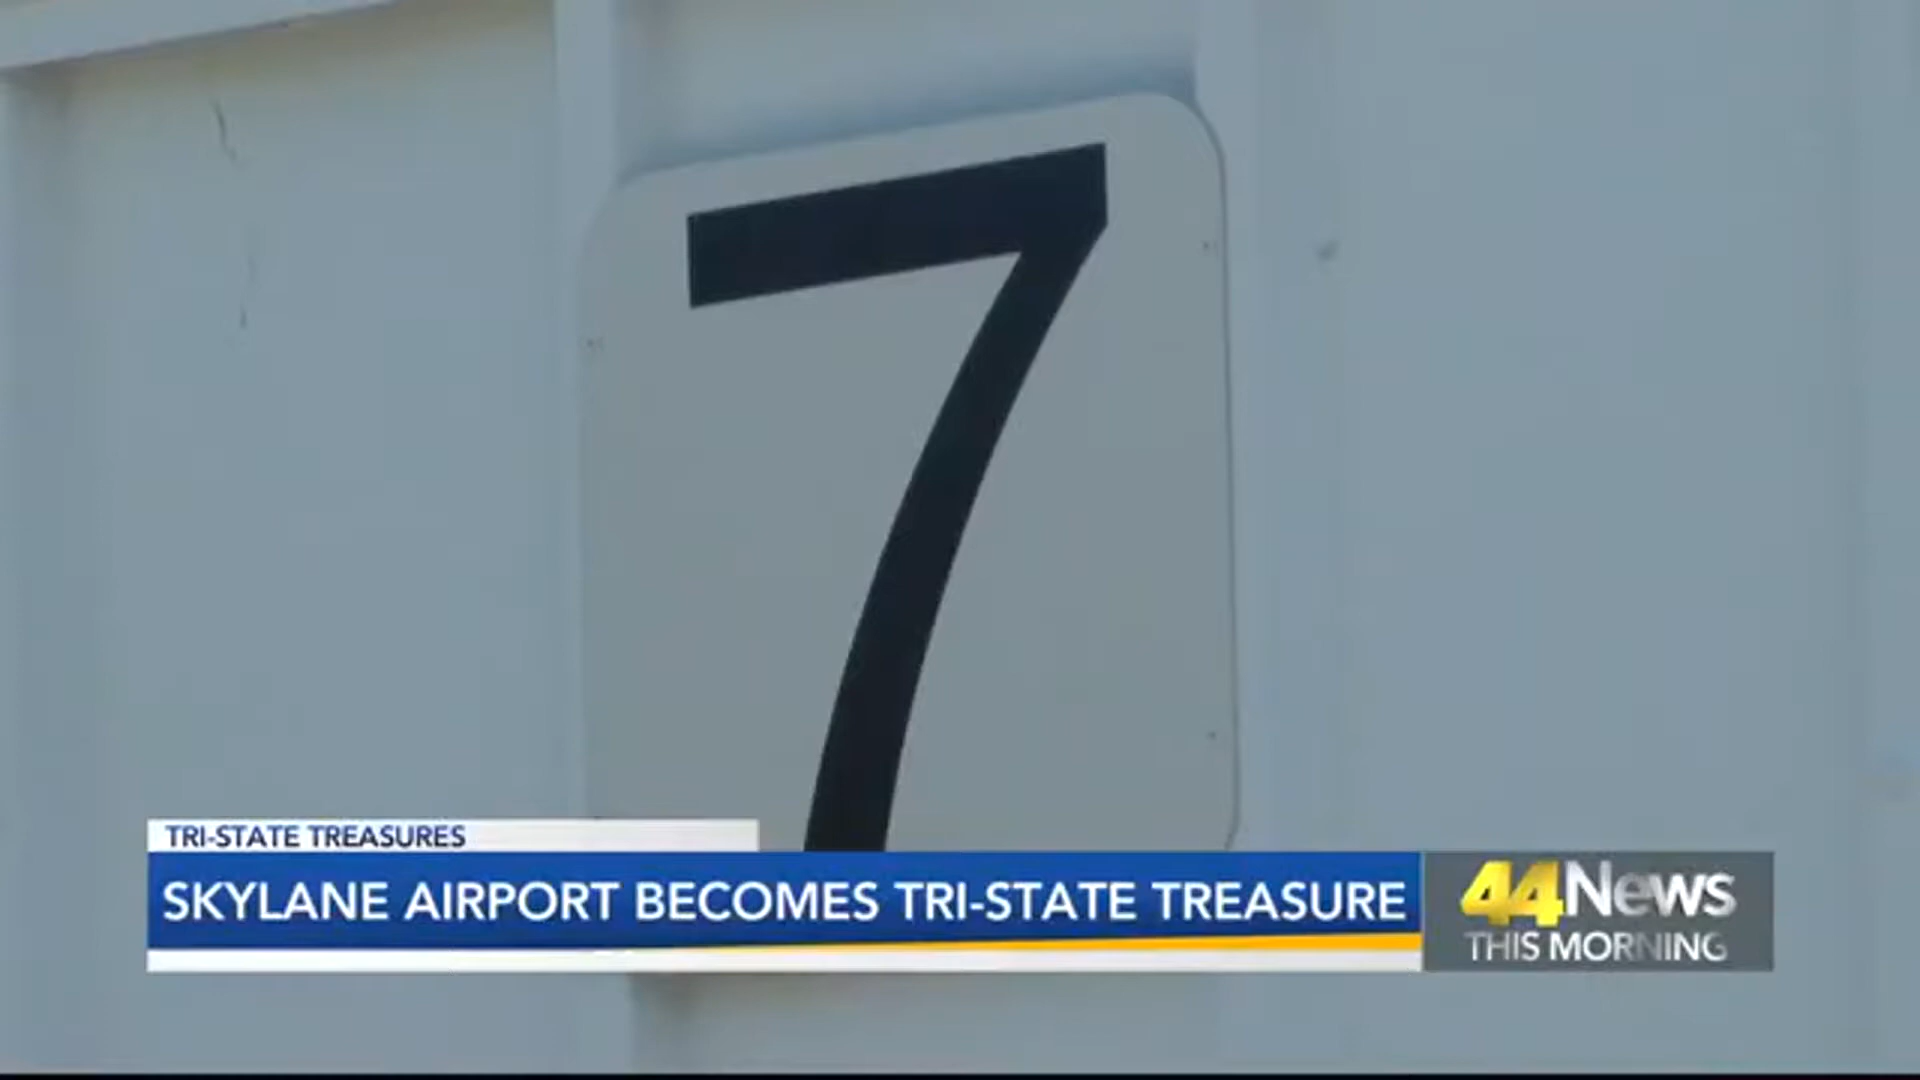 7
TRI-STATE TREASURES
SKYLANE AIRPORT BECOMES TRI-STATE TREASURE
44News
THIS MORNING